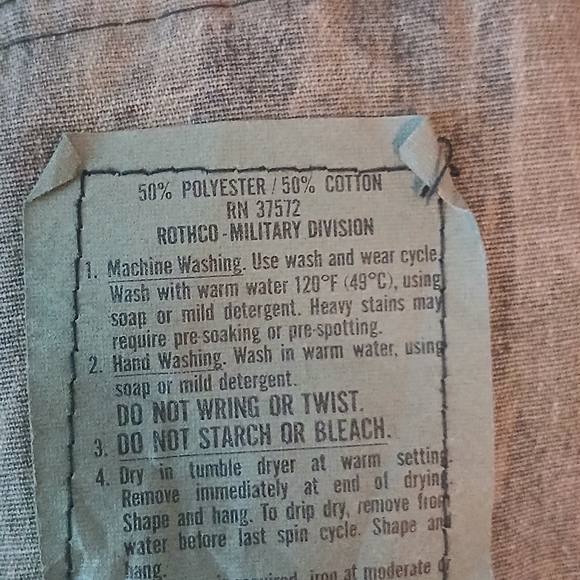 50% POLYESTER / 50% COTTON
RN 37572
ROTHCO - MILITARY DIVISION
1. Machine Washing. Use wash and wear cycle.
Wash with warm water 120°F (49°C), using
soap or mild detergent. Heavy stains may
require pre-soaking or pre-spotting.
2. Hand Washing. Wash in warm water, using
soap or mild detergent.
DO NOT WRING OR TWIST.
3. DO NOT STARCH OR BLEACH.
4. Dry in tumble dryer at warm setting.
Remove immediately at end of drying.
Shape and hang. To drip dry, remove from
water before last spin cycle. Shape and
hang.
iron at moderate or